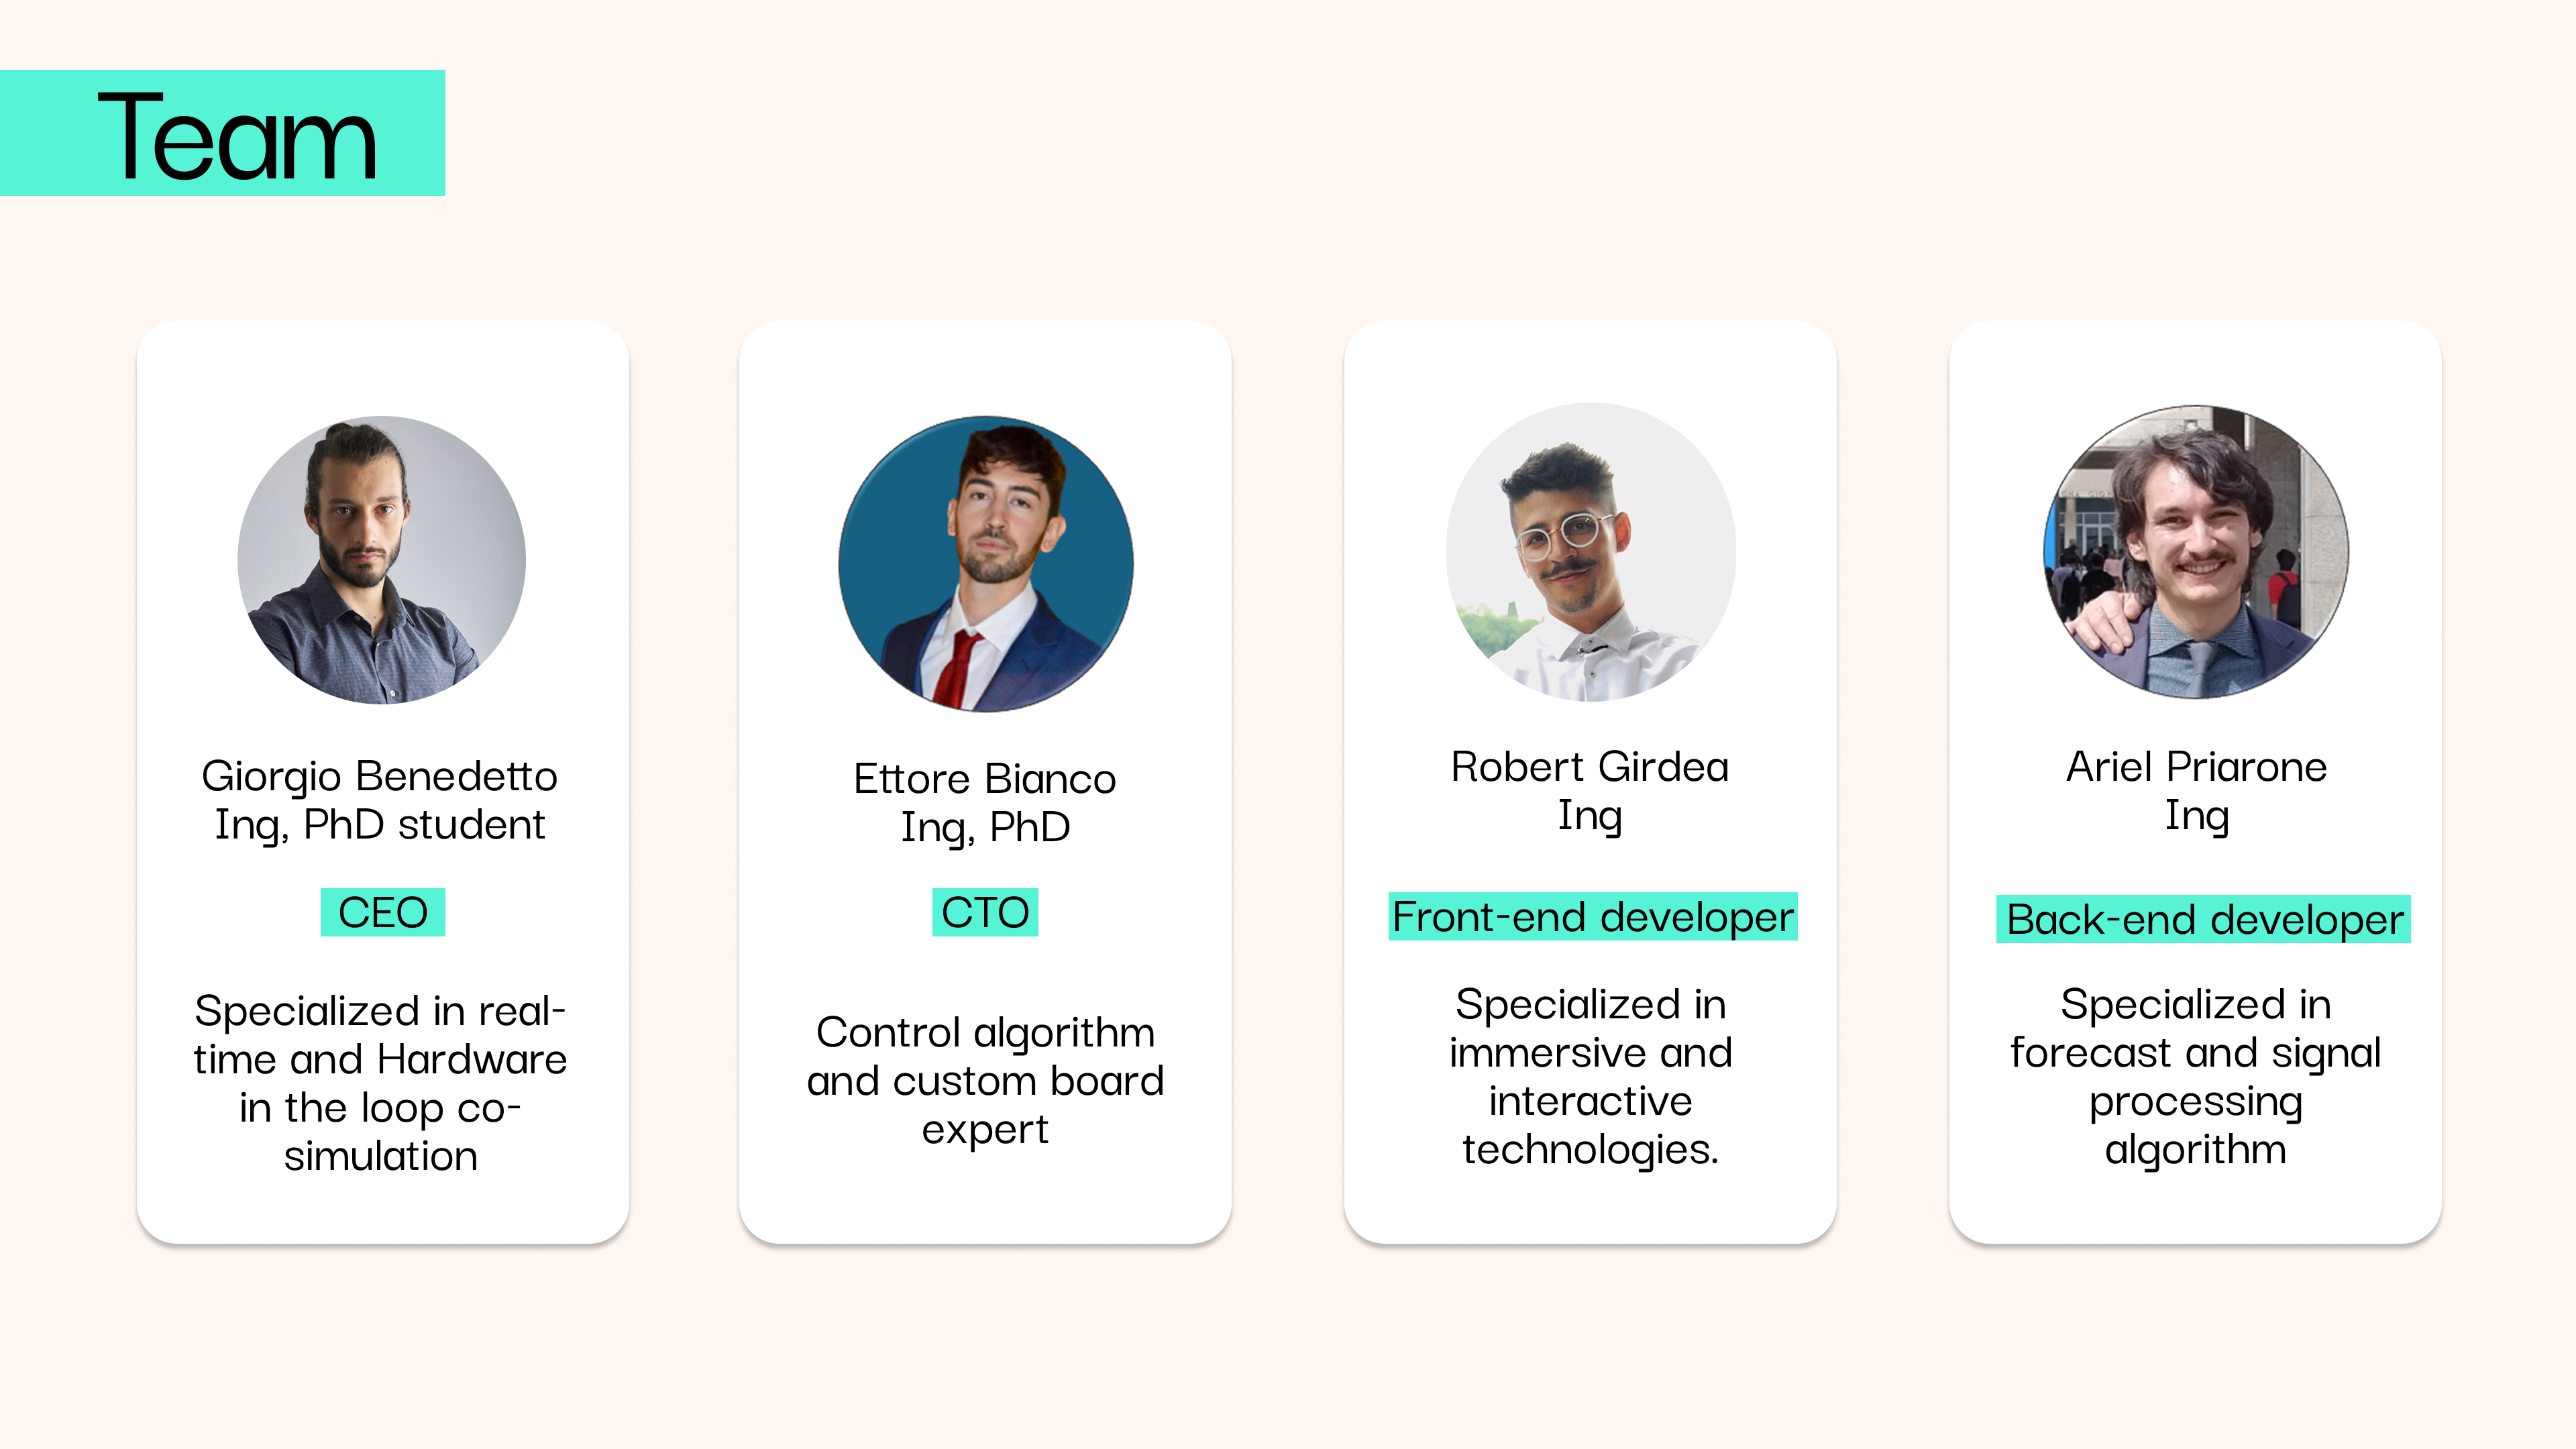 Team
Giorgio Benedetto
Ing, PhD student
CEO
Specialized in real-
time and Hardware
in the loop co-
simulation
Ettore Bianco
Ing, PhD
CTO
Control algorithm
and custom board
expert
Robert Girdea
Ing
Front-end developer
Specialized in
immersive and
interactive
technologies.
Ariel Priarone
Ing
Back-end developer
Specialized in
forecast and signal
processing
algorithm